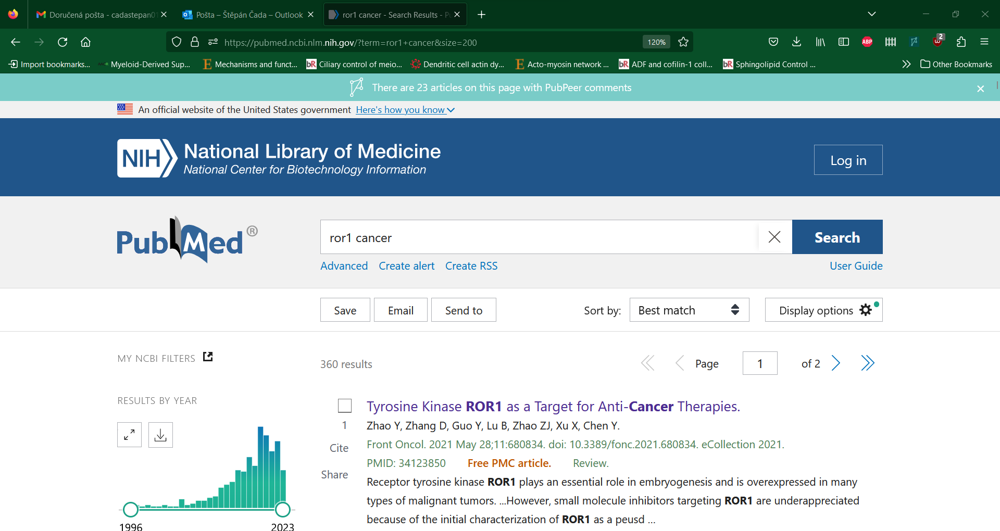 Doručená pošta - cadastepan01
Pošta – Štěpán Čada – Outlook
ror1 cancer - Search Results - Pu
https://pubmed.ncbi.nlm.nih.gov/?term=ror1+cancer&size=200
120%
ABP
2
Import bookmarks...
Myeloid-Derived Sup...
E Mechanisms and funct...
bR Ciliary control of meio...
Dendritic cell actin dy...
E Acto-myosin network ...
bR ADF and cofilin-1 coll...
bR Sphingolipid Control ...
Other Bookmarks
There are 23 articles on this page with PubPeer comments
An official website of the United States government Here's how you know
NIH National Library of Medicine
National Center for Biotechnology Information
Log in
PubMed®
ror1 cancer
Search
Advanced Create alert Create RSS
User Guide
Save Email Send to
Sort by: Best match
Display options
MY NCBI FILTERS
360 results
Page 1 of 2
RESULTS BY YEAR
1996 2023
Tyrosine Kinase ROR1 as a Target for Anti-Cancer Therapies.
1
Zhao Y, Zhang D, Guo Y, Lu B, Zhao ZJ, Xu X, Chen Y.
Cite
Front Oncol. 2021 May 28;11:680834. doi: 10.3389/fonc.2021.680834. eCollection 2021.
PMID: 34123850 Free PMC article. Review.
Share
Receptor tyrosine kinase ROR1 plays an essential role in embryogenesis and is overexpressed in many
types of malignant tumors. ...However, small molecule inhibitors targeting ROR1 are underappreciated
because of the initial characterization of ROR1 as a peusd ...